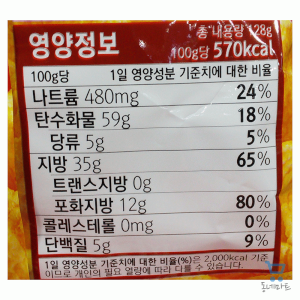 영양정보
총 내용량 128g
100g당 570kcal
100g당 1일 영양성분 기준치에 대한 비율
나트륨 480mg 24%
탄수화물 59g 18%
당류 5g 5%
지방 35g 65%
트랜스지방 0g
포화지방 12g 80%
콜레스테롤 0mg 0%
단백질 5g 9%
1일 영양성분 기준치에 대한 비율(%)은 2,000kcal 기준
이므로 개인의 필요 열량에 따라 다를 수 있습니다.
동네마트